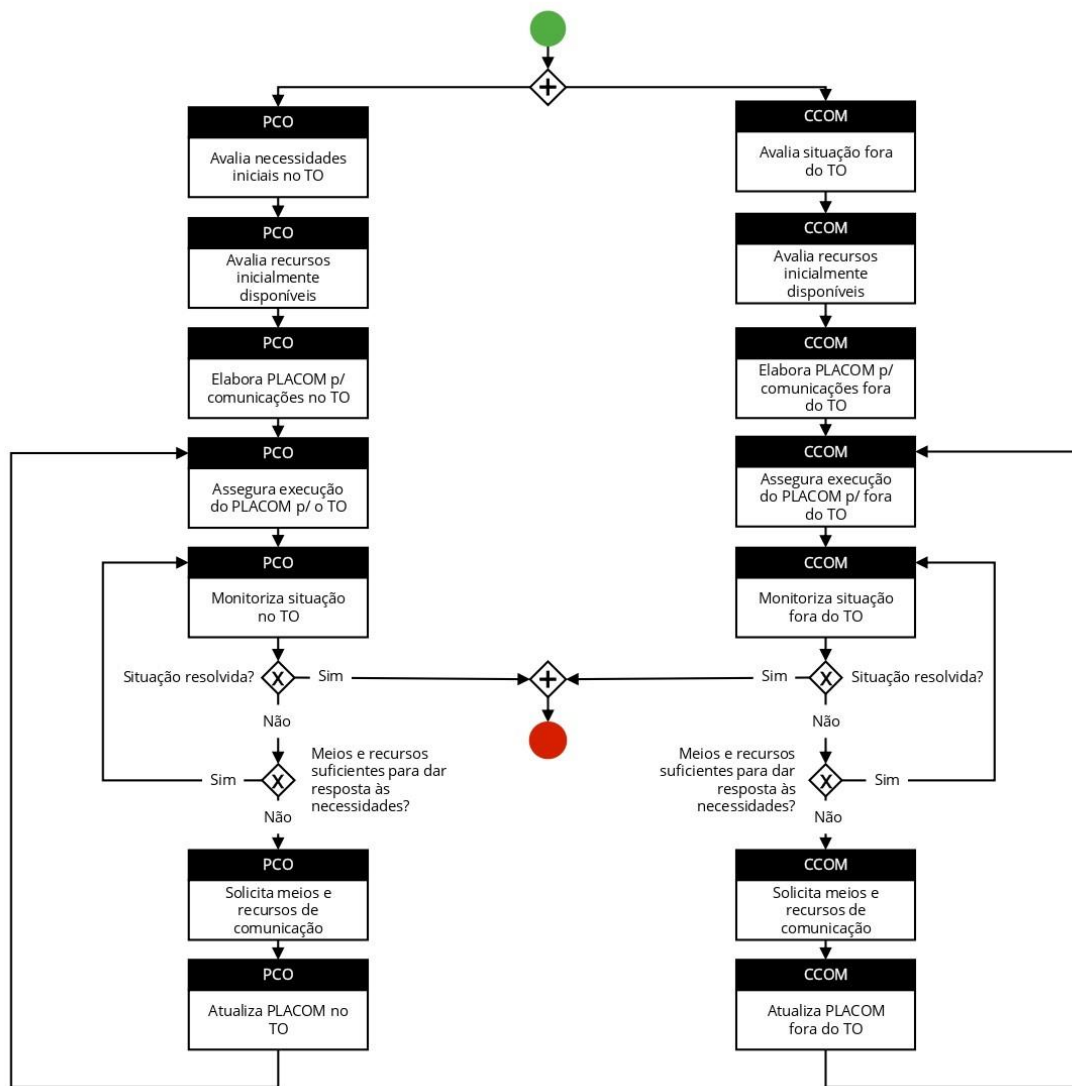 PCO
Avalia necessidades
iniciais no TO
PCO
Avalia recursos
inicialmente
disponíveis
PCO
Elabora PLACOM p/
comunicações no TO
PCO
Assegura execução
do PLACOM p/ o TO
PCO
Monitoriza situação
no TO
Situação resolvida?
X
Sim
Não
Meios e recursos
suficientes para dar
resposta às
necessidades?
X
Sim
Não
PCO
Solicita meios e
recursos de
comunicação
PCO
Atualiza PLACOM no
TO
CCOM
Avalia situação fora
do TO
CCOM
Avalia recursos
inicialmente
disponíveis
CCOM
Elabora PLACOM p/
comunicações fora
do TO
CCOM
Assegura execução
do PLACOM p/ fora
do TO
CCOM
Monitoriza situação
fora do TO
Sim
X
Situação resolvida?
Não
Meios e recursos
suficientes para dar
resposta às
necessidades?
X
Sim
Não
CCOM
Solicita meios e
recursos de
comunicação
CCOM
Atualiza PLACOM
fora do TO